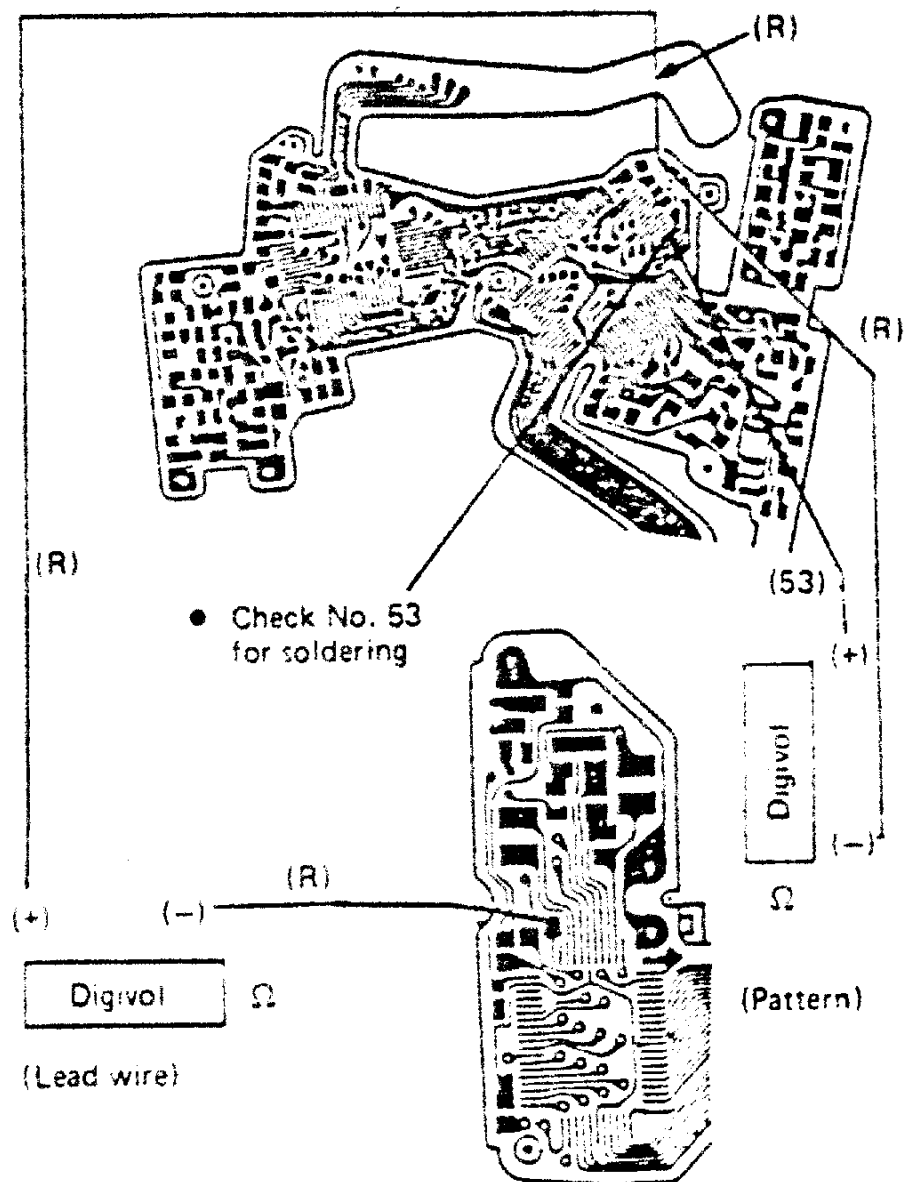 (R)
(R)
(R)
(53)
● Check No. 53
for soldering
(+)
Digivol
(-)
Ω
(R)
(+)
(-)
Digivol
Ω
(Pattern)
(Lead wire)